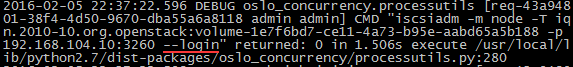 2016-02-05 22:37:22.596 DEBUG oslo_concurrency.processutils [req-43a948
01-38f4-4d50-9670-dba55a6a8118 admin admin] CMD "iscsiadm -m node -T iq
n.2010-10.org.openstack:volume-1e7f6bd7-ce11-4a73-b95e-aabd65a5b188 -p
192.168.104.10:3260 --login" returned: 0 in 1.506s execute /usr/local/l
ib/python2.7/dist-packages/oslo_concurrency/processutils.py:280